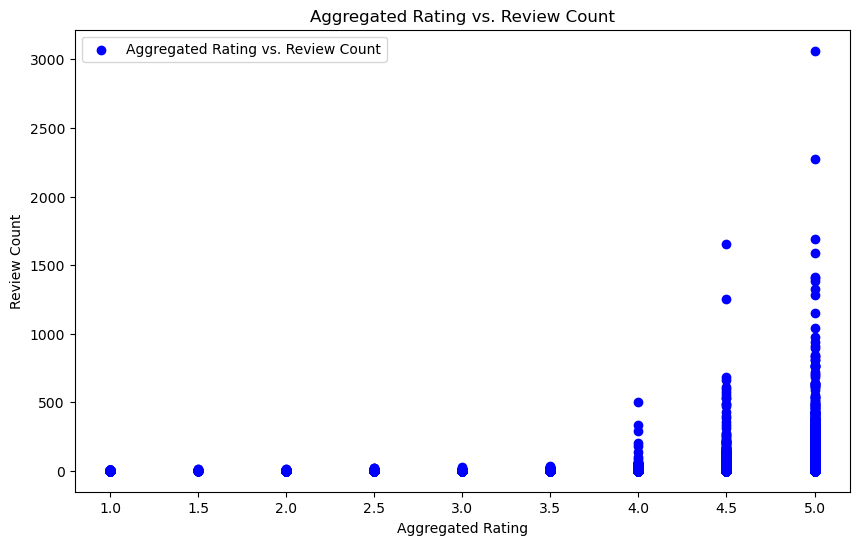 Aggregated Rating vs. Review Count
Aggregated Rating vs. Review Count
3000
2500
2000
1500
1000
500
0
Review Count
1.0 1.5 2.0 2.5 3.0 3.5 4.0 4.5 5.0
Aggregated Rating